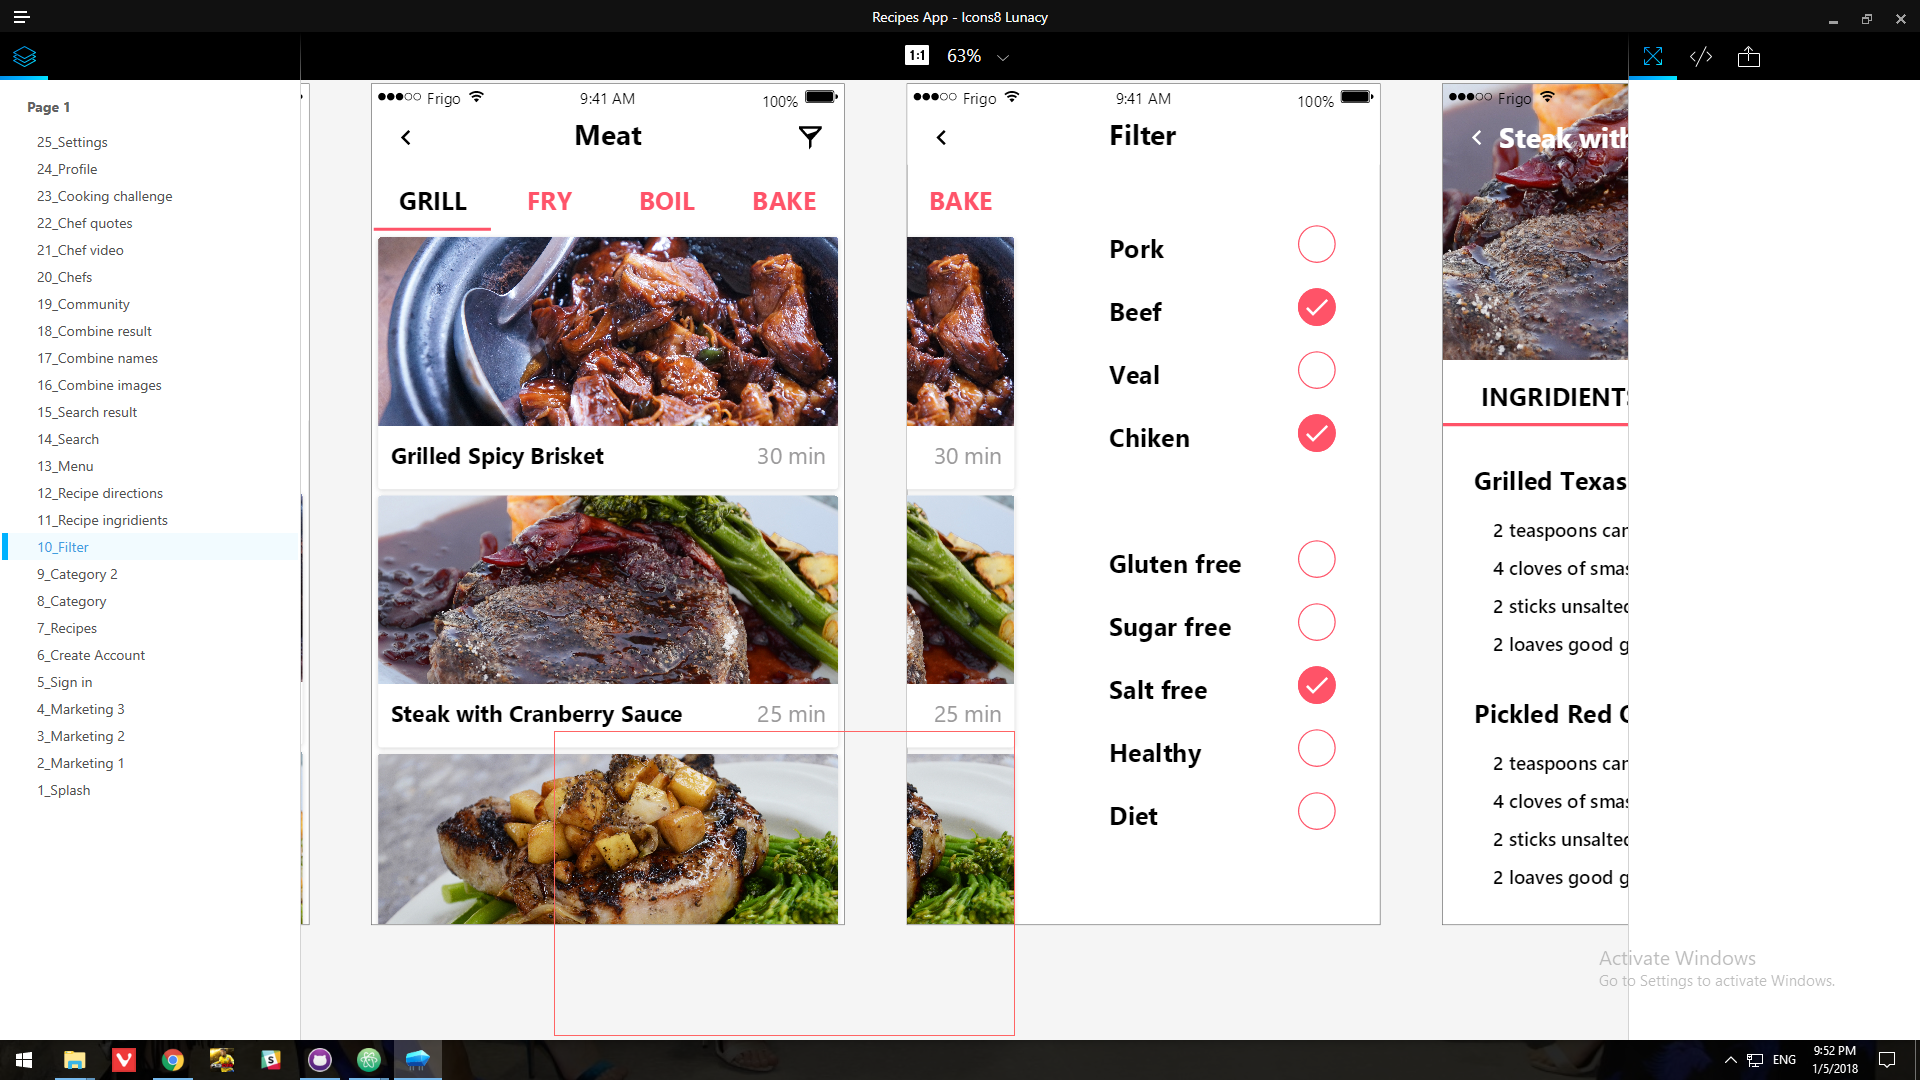 Recipes App - Icons8 Lunacy
1:1 63%
Page 1
25_Settings
24_Profile
23_Cooking challenge
22_Chef quotes
21_Chef video
20_Chefs
19_Community
18_Combine result
17_Combine names
16_Combine images
15_Search result
14_Search
13_Menu
12_Recipe directions
11_Recipe ingridients
10_Filter
9_Category 2
8_Category
7_Recipes
6_Create Account
5_Sign in
4_Marketing 3
3_Marketing 2
2_Marketing 1
1_Splash
Frigo 9:41 AM 100%
Meat
GRILL FRY BOIL BAKE
Grilled Spicy Brisket 30 min
Steak with Cranberry Sauce 25 min
Frigo 9:41 AM 100%
Filter
BAKE
30 min
25 min
Pork
Beef
Veal
Chiken
Gluten free
Sugar free
Salt free
Healthy
Diet
Frigo
Steak with
INGRIDIENTS
Grilled Texas
2 teaspoons can
4 cloves of smas
2 sticks unsalted
2 loaves good g
Pickled Red O
2 teaspoons can
4 cloves of smas
2 sticks unsalted
2 loaves good g
Activate Windows
Go to Settings to activate Windows.
ENG 9:52 PM
1/5/2018